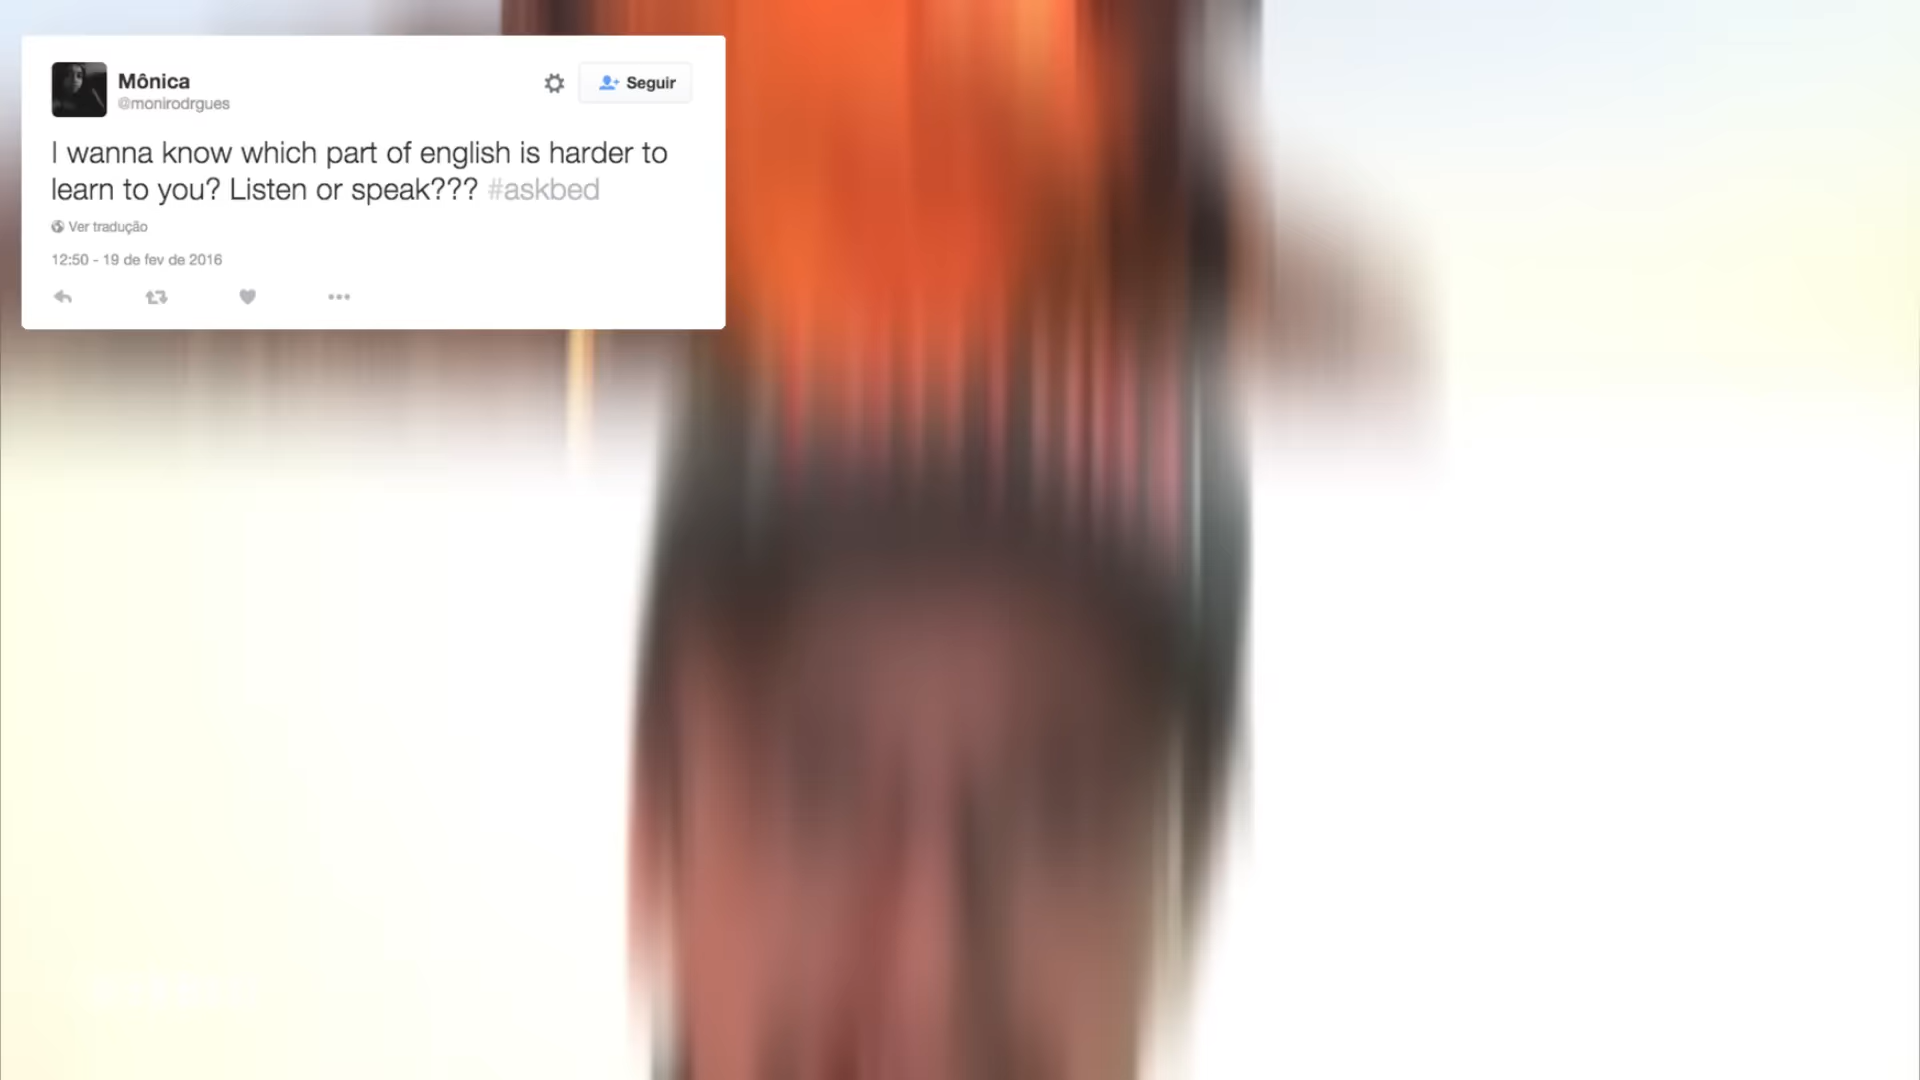 Mônica
@monirodrgues
Seguir
I wanna know which part of english is harder to
learn to you? Listen or speak??? #askbed
Ver tradução
12:50 - 19 de fev de 2016